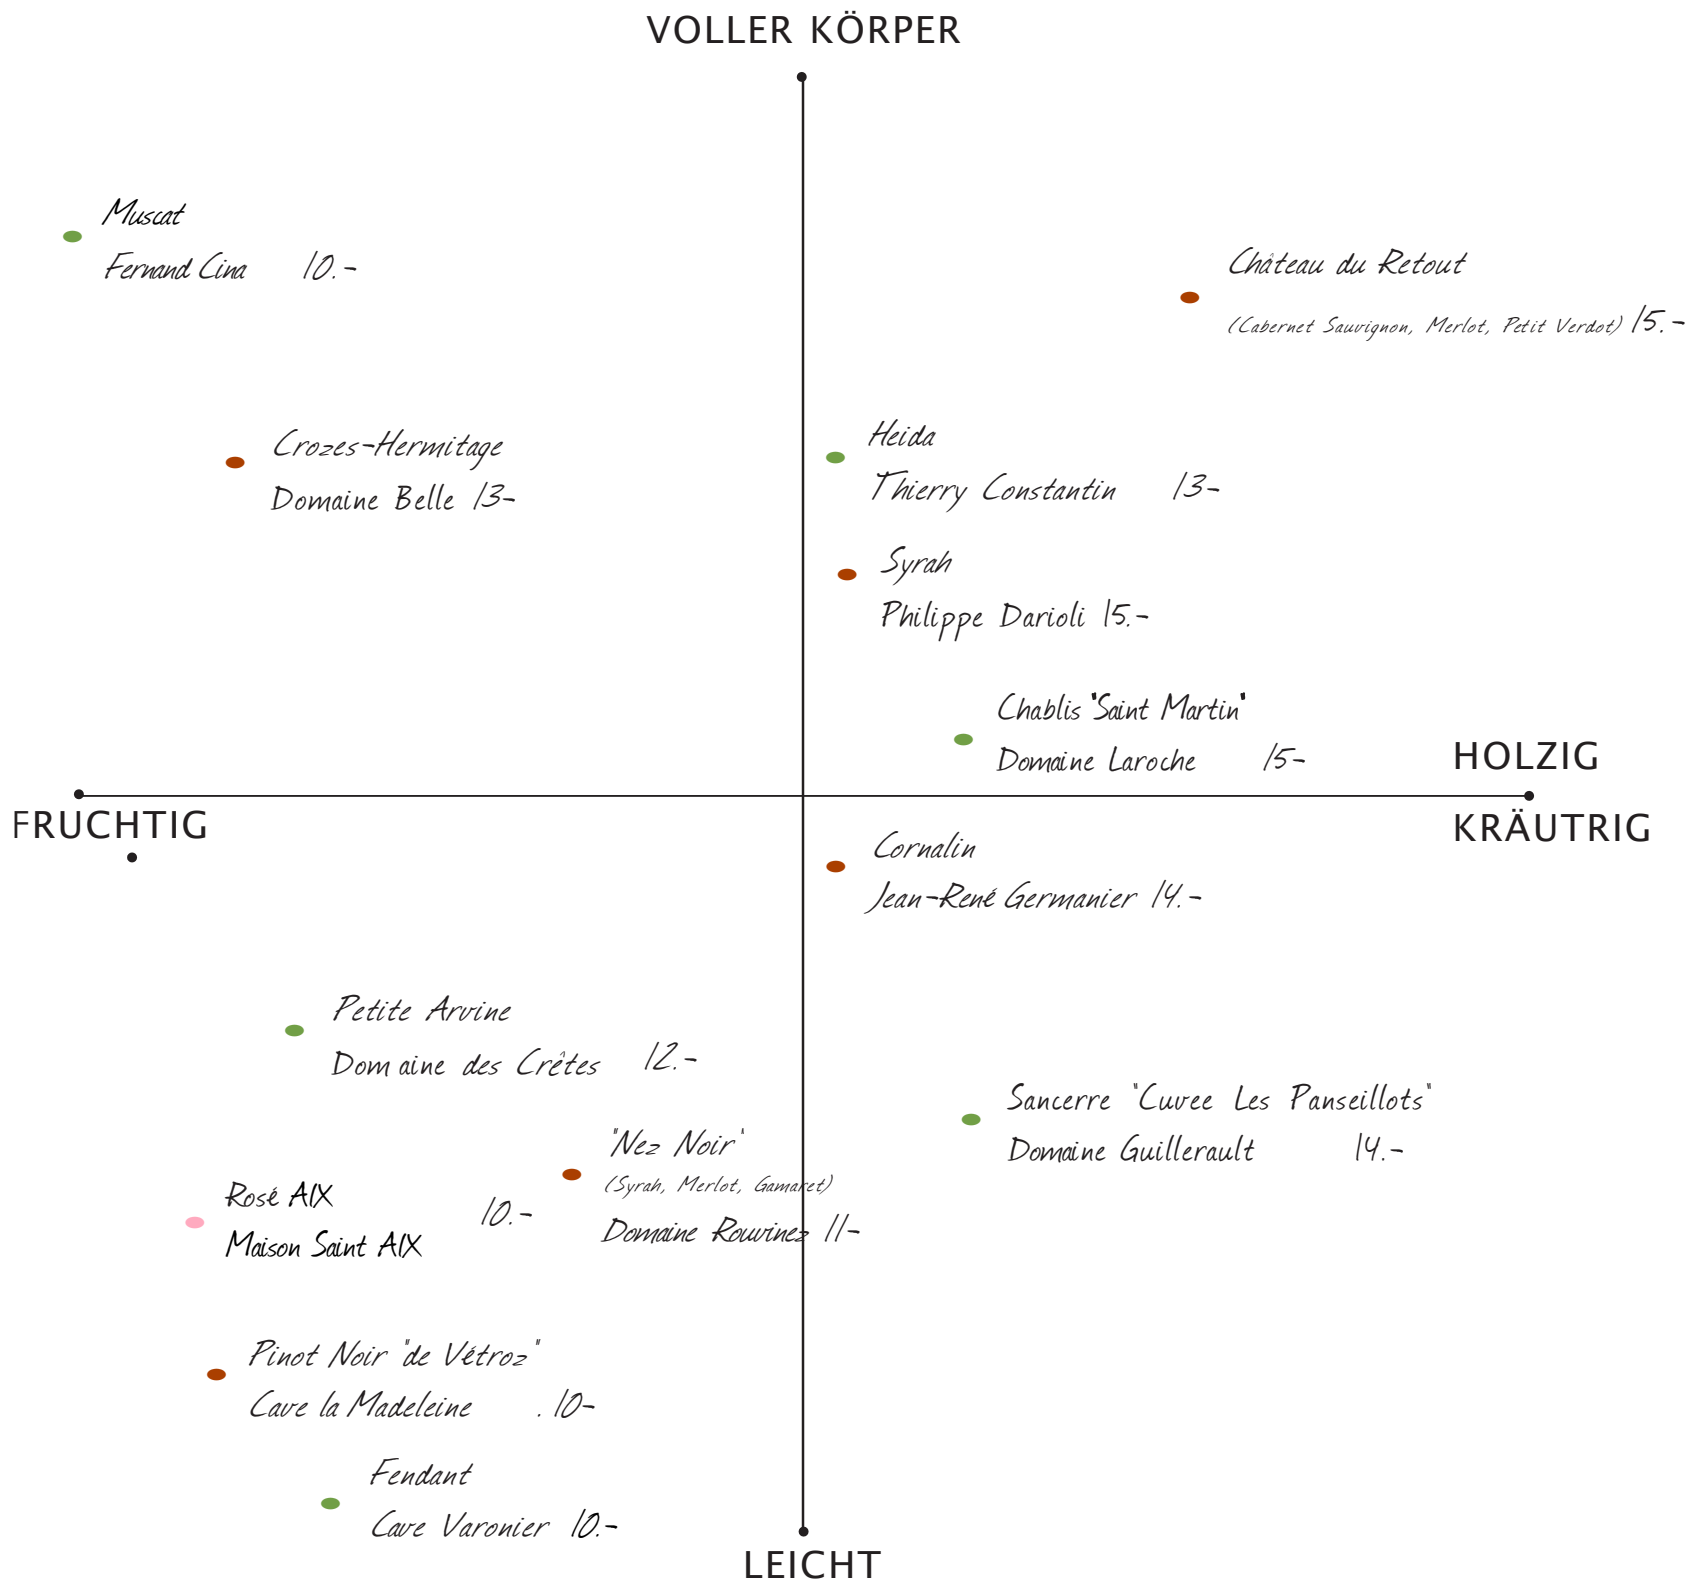 VOLLER KÖRPER
Muscat
Fernand Cina 10.-
Château du Retout
(Cabernet Sauvignon, Merlot, Petit Verdot) 15.-
Crozes-Hermitage
Domaine Belle 13-
Heida
Thierry Constantin 13-
Syrah
Philippe Darioli 15.-
Chablis "Saint Martin"
Domaine Laroche 15-
HOLZIG
FRUCHTIG
KRÄUTRIG
Cornalin
Jean-René Germanier 14.-
Petite Arvine
Dom aine des Crêtes 12.-
Sancerre "Cuvee Les Panseillots"
Domaine Guillerault 14.-
"Nez Noir"
(Syrah, Merlot, Gamaret)
Domaine Rouvinez 11-
Rosé AIX 10.-
Maison Saint AIX
Pinot Noir "de Vétroz"
Cave la Madeleine . 10-
Fendant
Cave Varonier 10.-
LEICHT